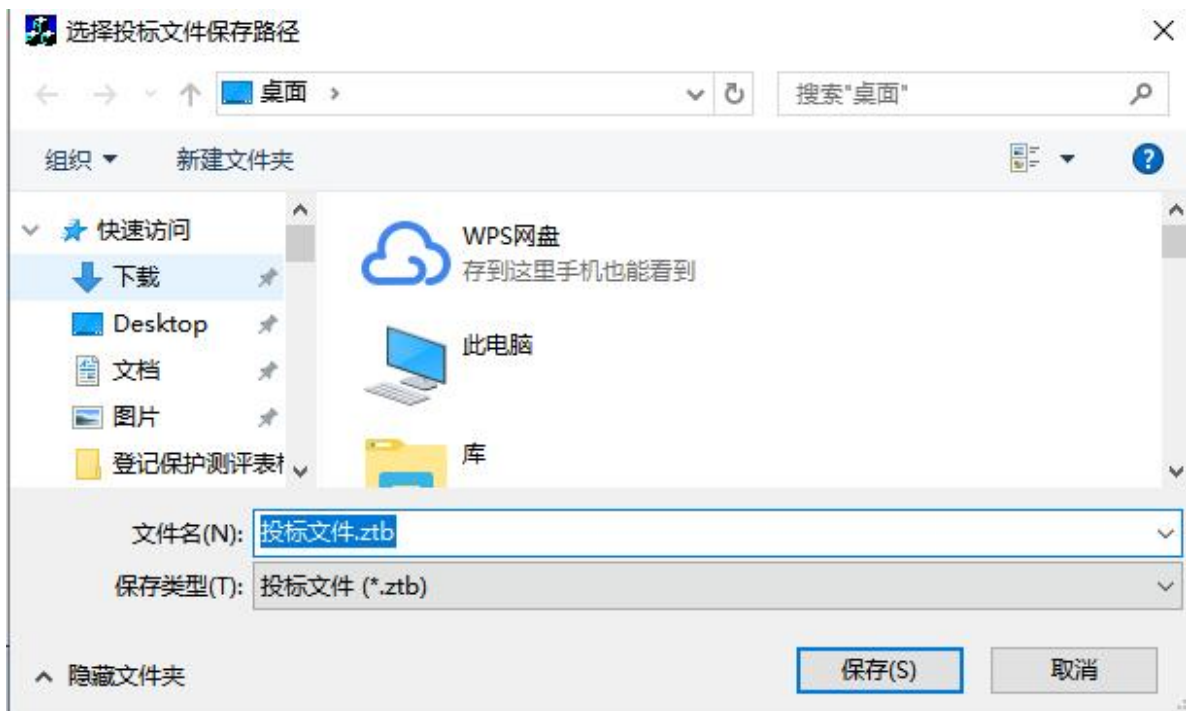 选择投标文件保存路径
桌面
搜索"桌面"
组织
新建文件夹
快速访问
下载
Desktop
文档
图片
登记保护测评表
WPS网盘
存到这里手机也能看到
此电脑
库
文件名(N): 投标文件.ztb
保存类型(T): 投标文件 (*.ztb)
隐藏文件夹
保存(S)
取消